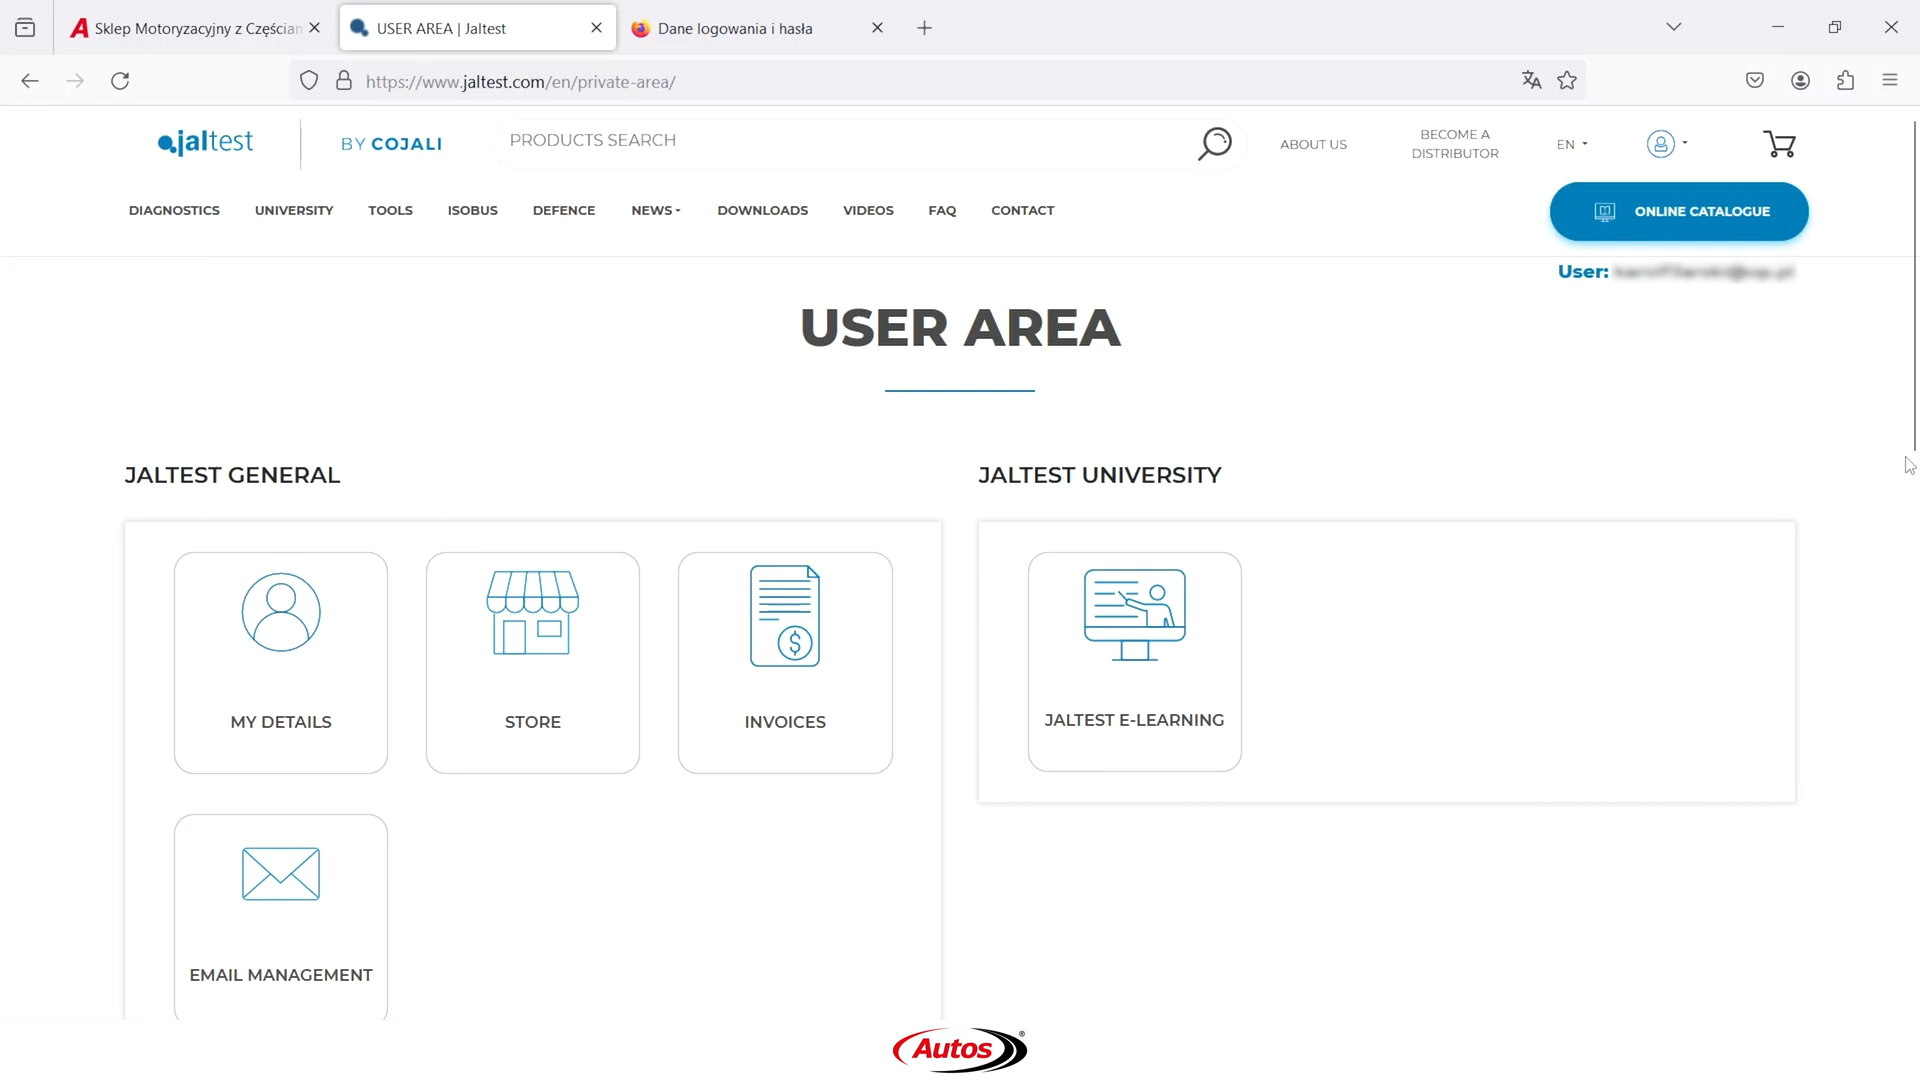 Sklep Motoryzacyjny z Częściam
USER AREA | Jaltest
Dane logowania i hasła
https://www.jaltest.com/en/private-area/
jaltest
BY COJALI
PRODUCTS SEARCH
ABOUT US
BECOME A
DISTRIBUTOR
EN
DIAGNOSTICS
UNIVERSITY
TOOLS
ISOBUS
DEFENCE
NEWS
DOWNLOADS
VIDEOS
FAQ
CONTACT
ONLINE CATALOGUE
User:
USER AREA
JALTEST GENERAL
JALTEST UNIVERSITY
MY DETAILS
STORE
INVOICES
JALTEST E-LEARNING
EMAIL MANAGEMENT
Autos®